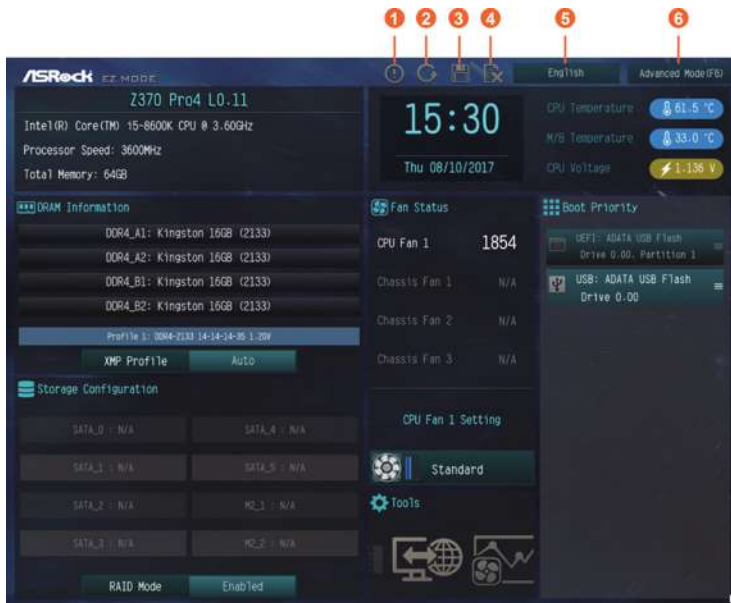 1 2 3 4 5 6
ASRock EZ MODE
English
Advanced Mode(F6)
Z370 Pro4 L0.11
Intel(R) Core(TM) i5-8600K CPU @ 3.60GHz
Processor Speed: 3600MHz
Total Memory: 64GB
15:30
Thu 08/10/2017
CPU Temperature 61.5 °C
M/B Temperature 33.0 °C
CPU Voltage 1.136 V
DRAM Information
DDR4_A1: Kingston 16GB (2133)
DDR4_A2: Kingston 16GB (2133)
DDR4_B1: Kingston 16GB (2133)
DDR4_B2: Kingston 16GB (2133)
Profile 1: DDR4-2133 14-14-14-35 1.20V
XMP Profile Auto
Storage Configuration
SATA_0 : N/A SATA_4 : N/A
SATA_1 : N/A SATA_5 : N/A
SATA_2 : N/A M2_1 : N/A
SATA_3 : N/A M2_2 : N/A
RAID Mode Enabled
Fan Status
CPU Fan 1 1854
Chassis Fan 1 N/A
Chassis Fan 2 N/A
Chassis Fan 3 N/A
CPU Fan 1 Setting
Standard
Tools
Boot Priority
UEFI: ADATA USB Flash
Drive 0.00, Partition 1
USB: ADATA USB Flash
Drive 0.00